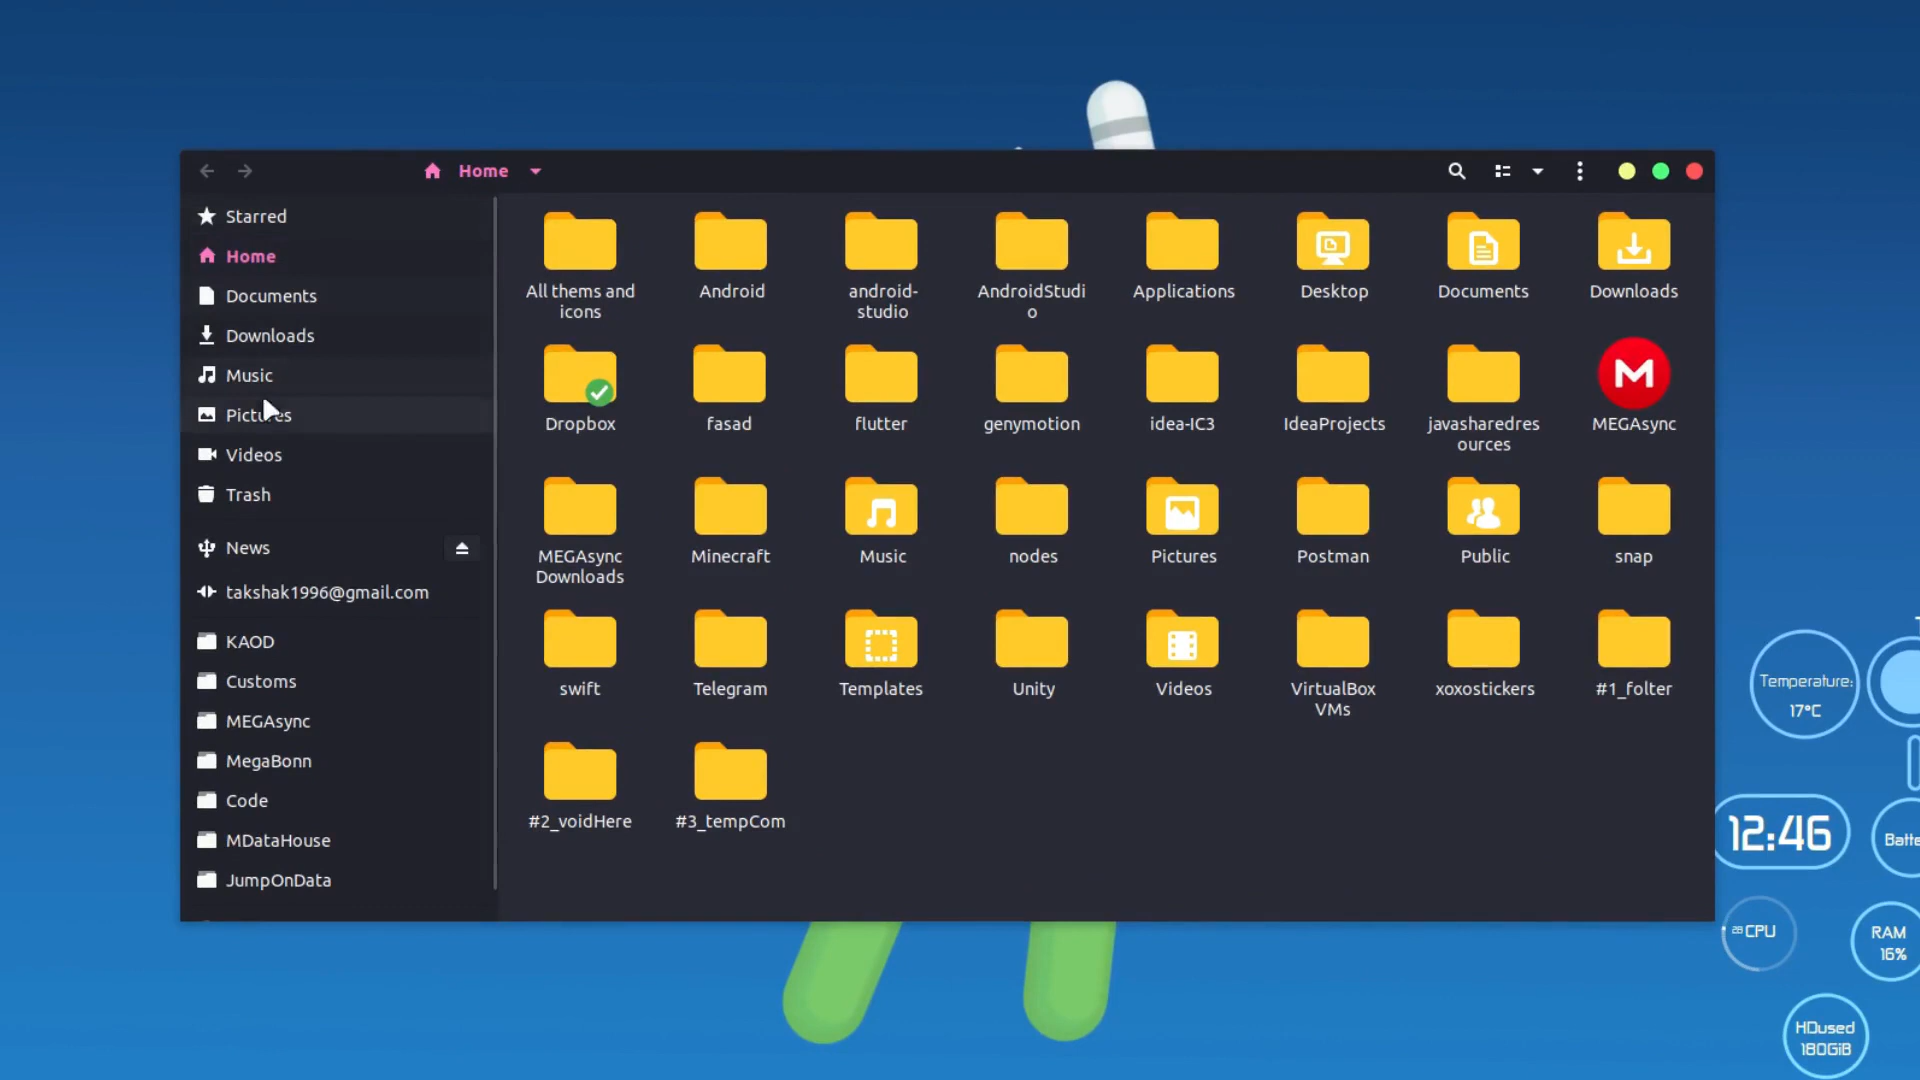 Home
Starred
Home
Documents
Downloads
Music
Pictures
Videos
Trash
News
takshak1996@gmail.com
KAOD
Customs
MEGAsync
MegaBonn
Code
MDataHouse
JumpOnData
All thems and
icons
Android
android-
studio
AndroidStudi
o
Applications
Desktop
Documents
Downloads
Dropbox
fasad
flutter
genymotion
idea-IC3
IdeaProjects
javasharedres
ources
MEGAsync
MEGAsync
Downloads
Minecraft
Music
nodes
Pictures
Postman
Public
snap
swift
Telegram
Templates
Unity
Videos
VirtualBox
VMs
xoxostickers
#1_folter
#2_voidHere
#3_tempCom
Temperature:
17°C
12:46
Batte
CPU
RAM
16%
HDused
180GiB